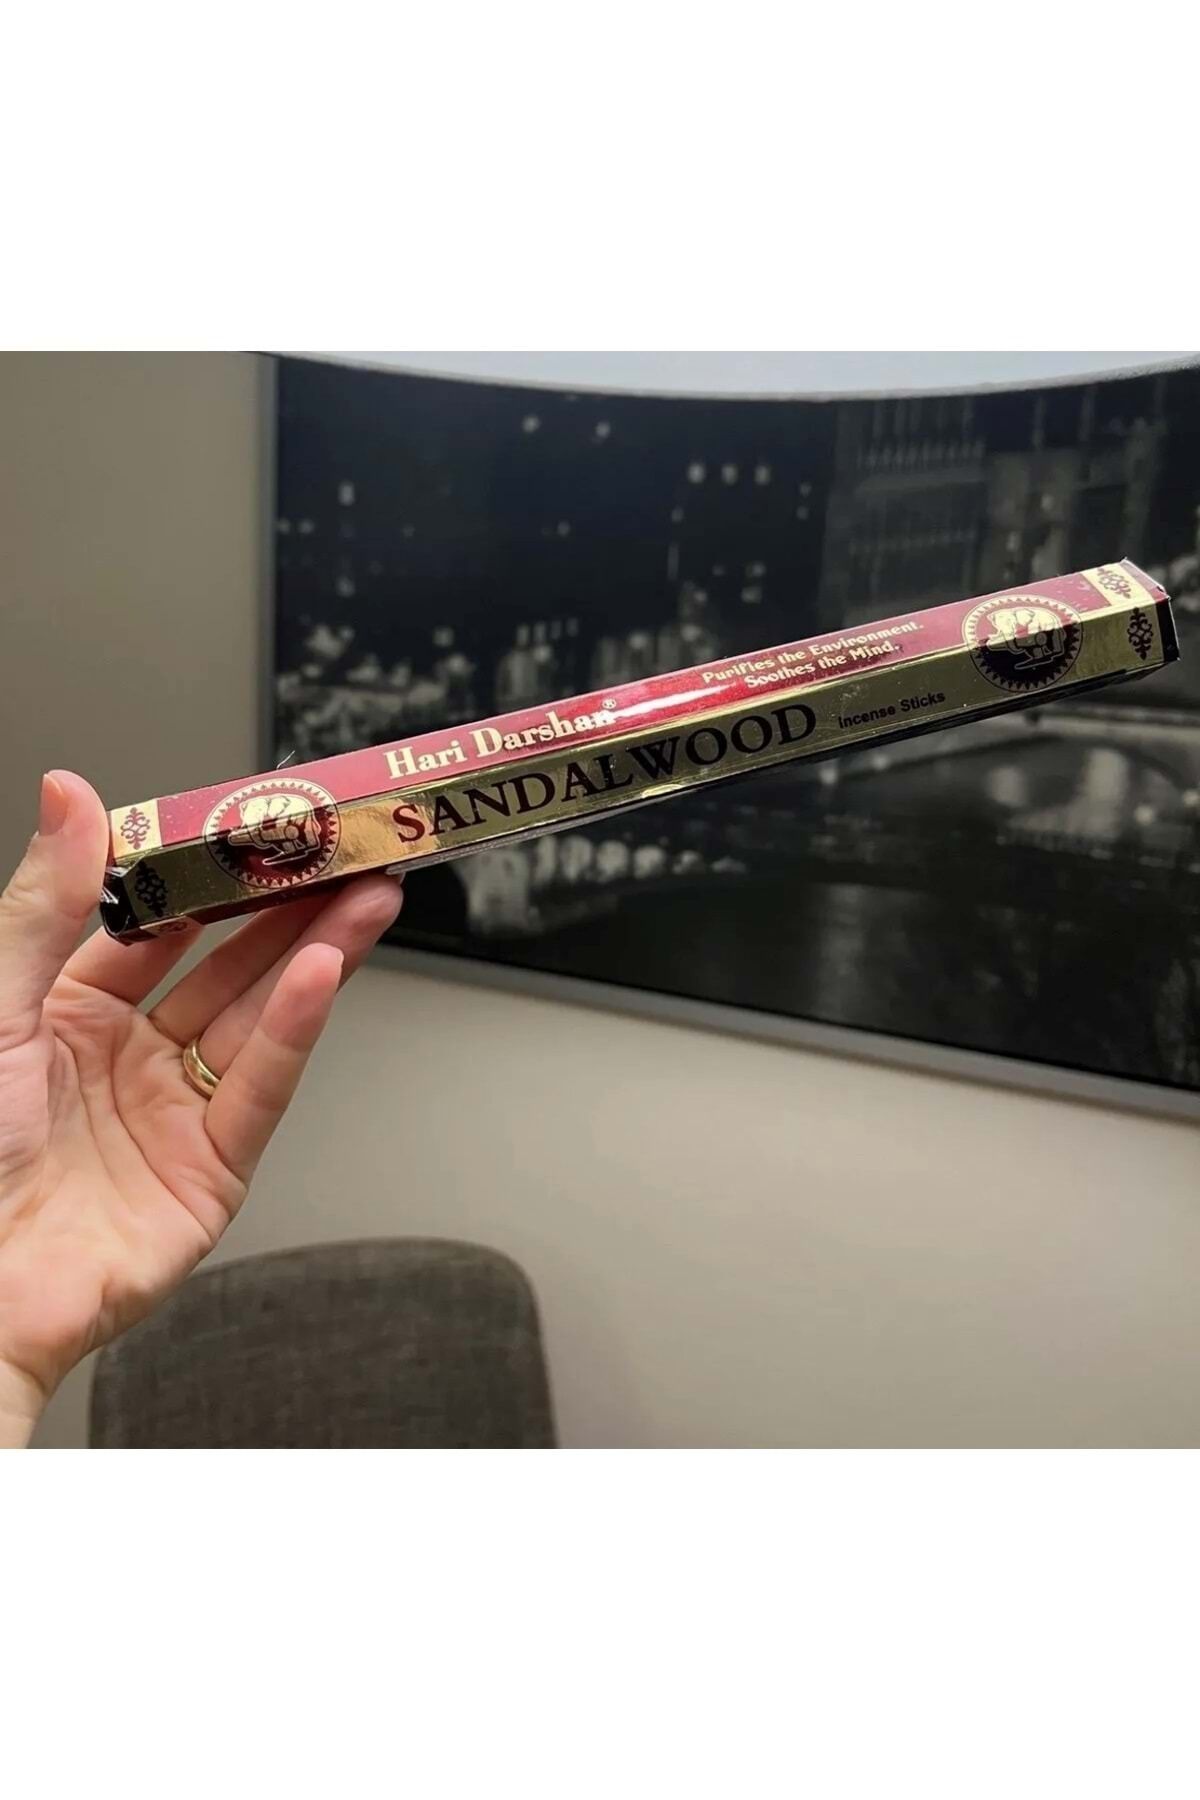 Hari Darshan®
Purifies the Environment.
Soothes the Mind.
SANDALWOOD
Incense Sticks